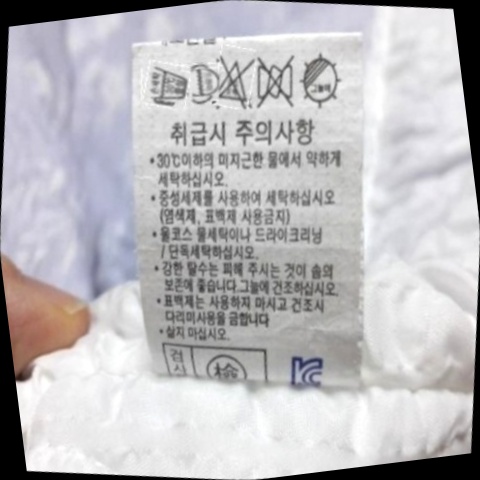 취급시 주의사항
•30℃이하의 미지근한 물에서 약하게
세탁하십시오.
•중성세제를 사용하여 세탁하십시오
(염색제, 표백제 사용금지)
•울코스 물세탁이나 드라이크리닝
/단독세탁하십시오.
•강한 탈수는 피해 주시는 것이 솜의
보존에 좋습니다.그늘에 건조하십시오.
•표백제는 사용하지 마시고 건조시
다리미사용을 금합니다
•삶지 마십시오.
검 檢